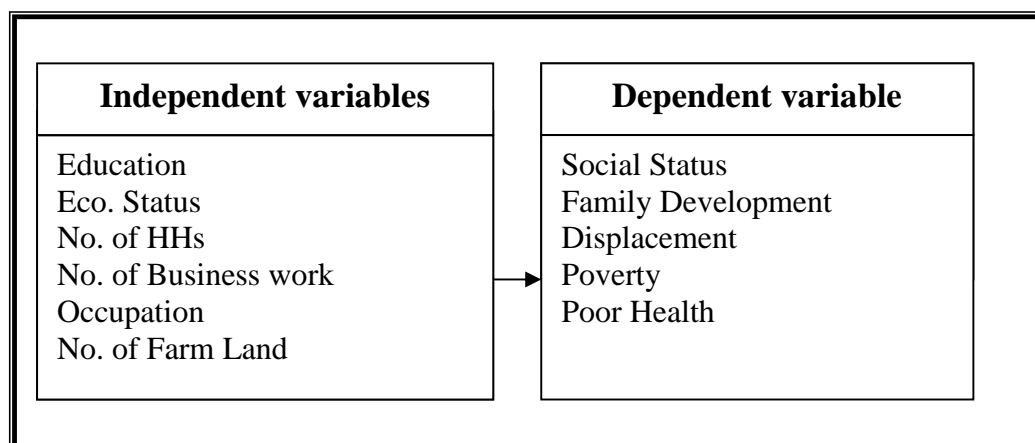 Independent variables
Education
Eco. Status
No. of HHs
No. of Business work
Occupation
No. of Farm Land
Dependent variable
Social Status
Family Development
Displacement
Poverty
Poor Health